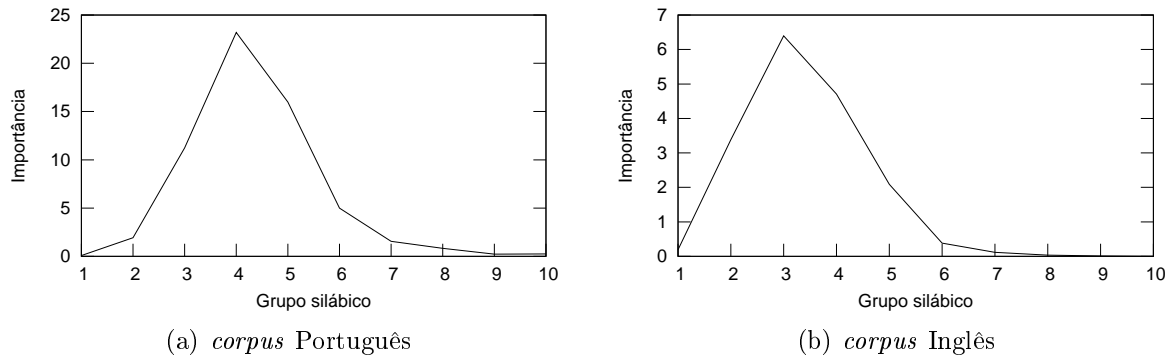 25
20
15
10
5
0
Importância
1 2 3 4 5 6 7 8 9 10
Grupo silábico
(a) corpus Português
7
6
5
4
3
2
1
0
Importância
1 2 3 4 5 6 7 8 9 10
Grupo silábico
(b) corpus Inglês